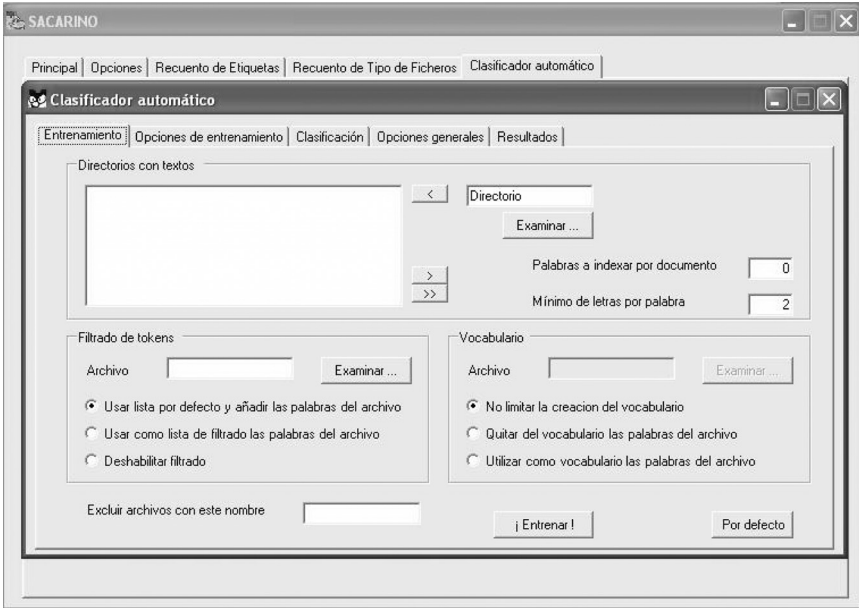 SACARINO
Principal Opciones Recuento de Etiquetas Recuento de Tipo de Ficheros Clasificador automático
Clasificador automático
Entrenamiento Opciones de entrenamiento Clasificación Opciones generales Resultados
Directorios con textos
< Directorio
Examinar ...
Palabras a indexar por documento 0
>
>> Mínimo de letras por palabra 2
Filtrado de tokens Vocabulario
Archivo Examinar ... Archivo Examinar ...
Usar lista por defecto y añadir las palabras del archivo No limitar la creacion del vocabulario
Usar como lista de filtrado las palabras del archivo Quitar del vocabulario las palabras del archivo
Deshabilitar filtrado Utilizar como vocabulario las palabras del archivo
Excluir archivos con este nombre ¡ Entrenar ! Por defecto